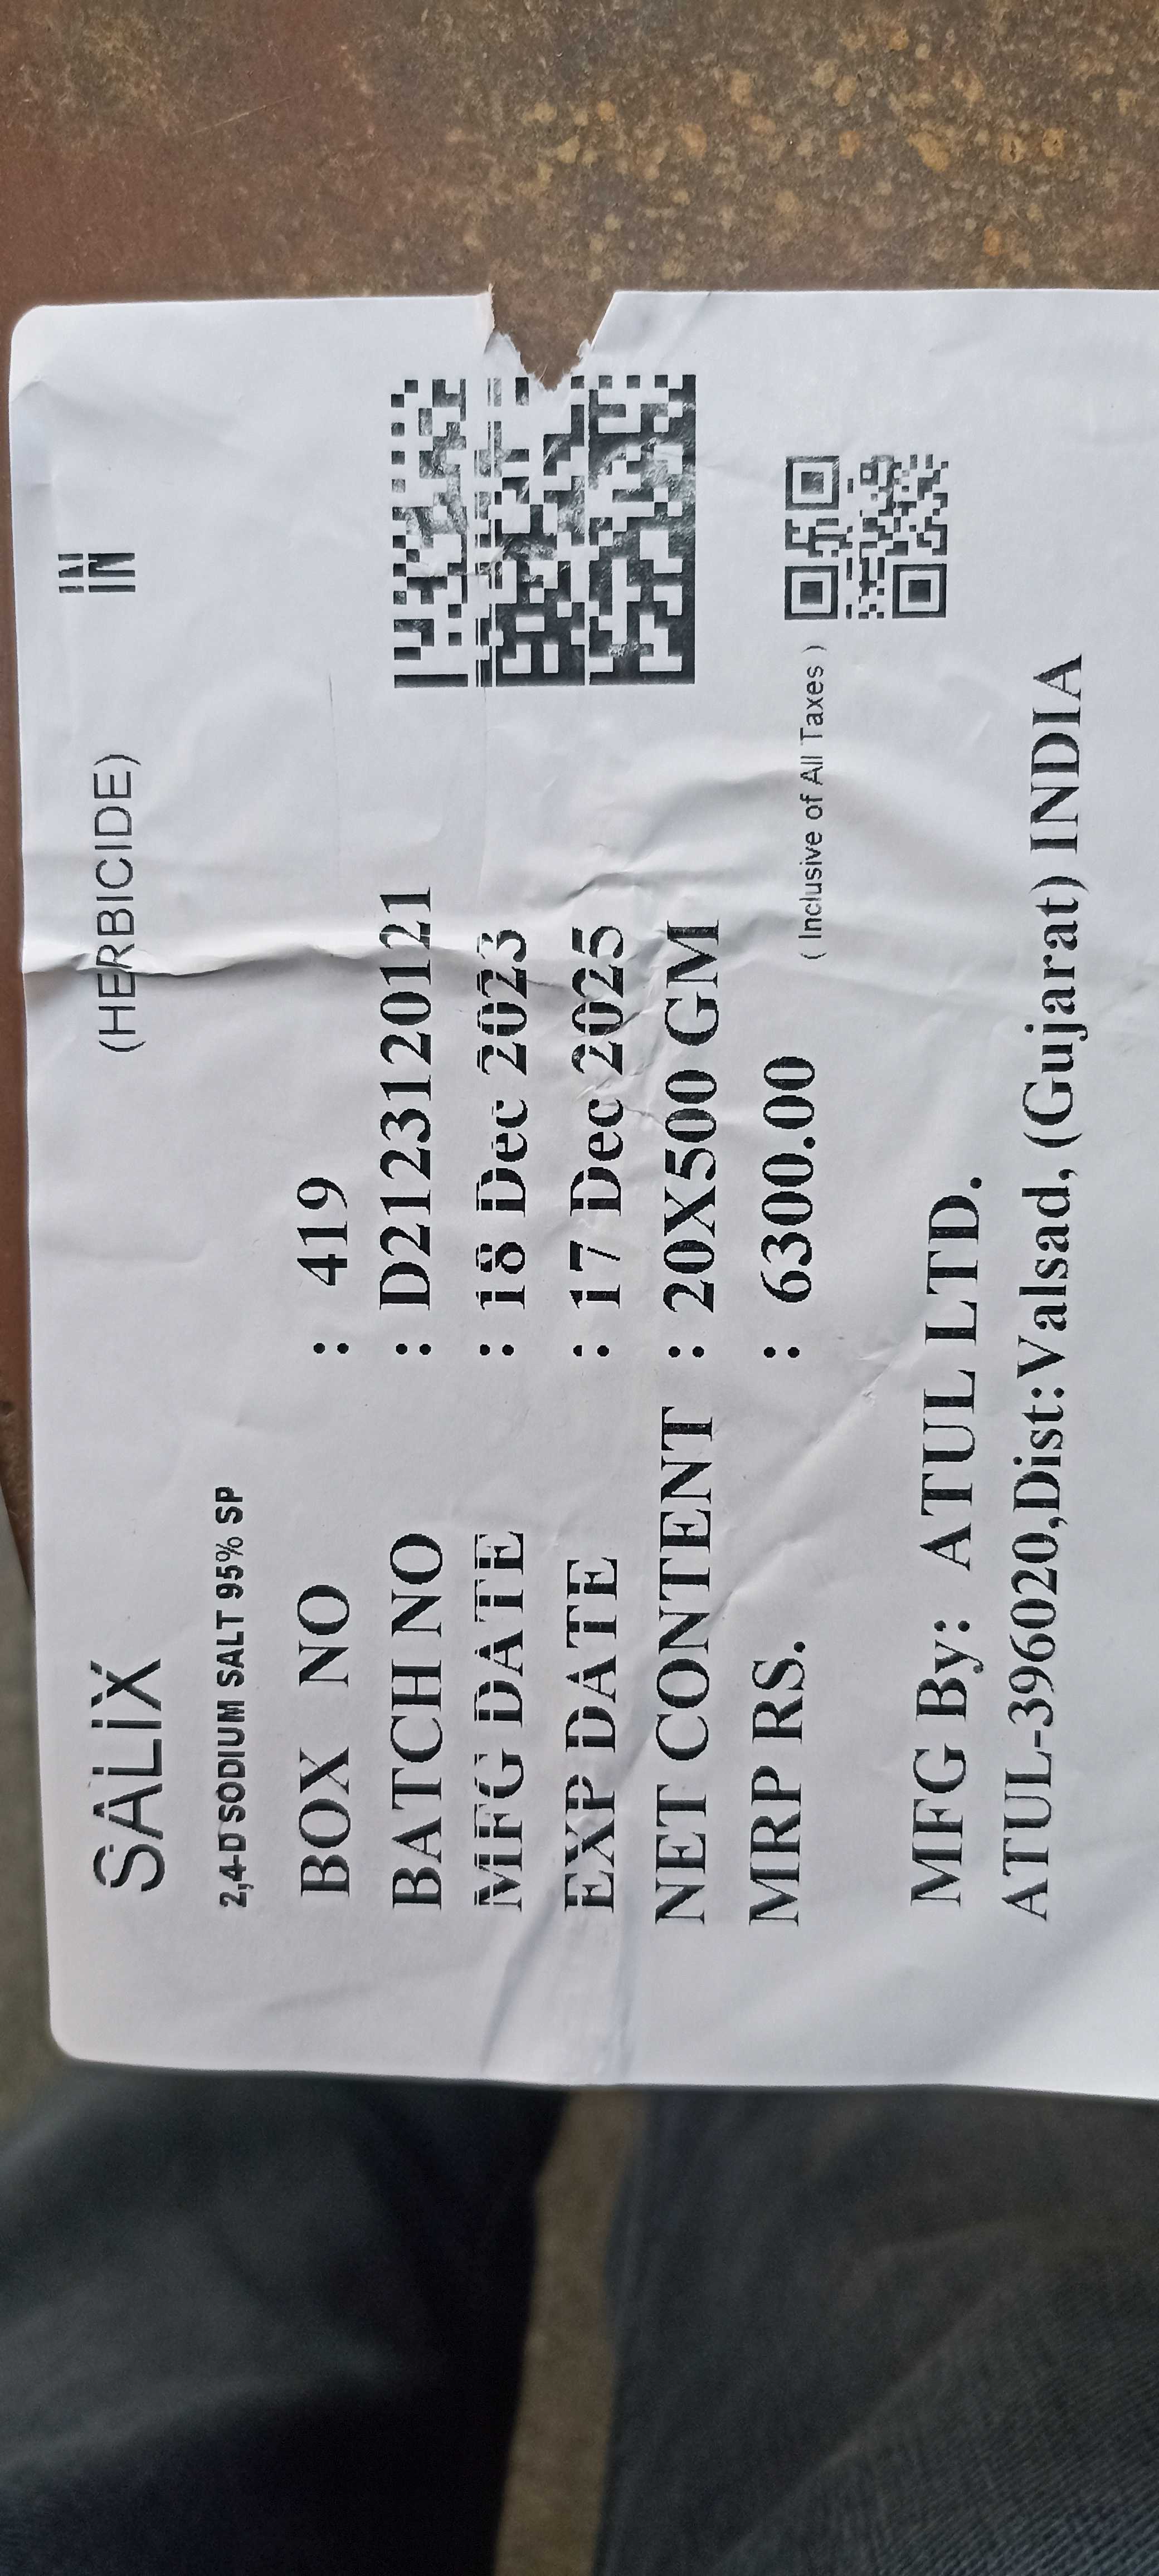 SALIX (HERBICIDE) IN
2,4-D SODIUM SALT 95% SP
BOX NO : 419
BATCH NO : D2123120121
MFG DATE : 18 Dec 2023
EXP DATE : 17 Dec 2025
NET CONTENT : 20X500 GM
MRP RS. : 6300.00
( Inclusive of All Taxes )
MFG By: ATUL LTD.
ATUL-396020,Dist:Valsad, (Gujarat) INDIA